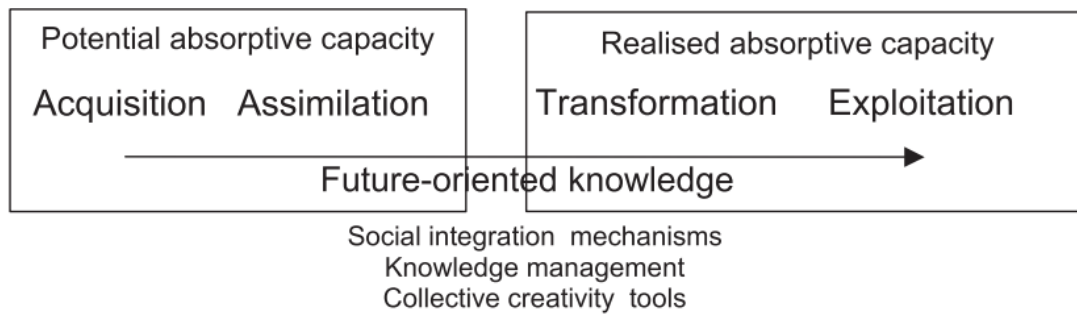 Potential absorptive capacity
Acquisition Assimilation
Realised absorptive capacity
Transformation Exploitation
Future-oriented knowledge
Social integration mechanisms
Knowledge management
Collective creativity tools